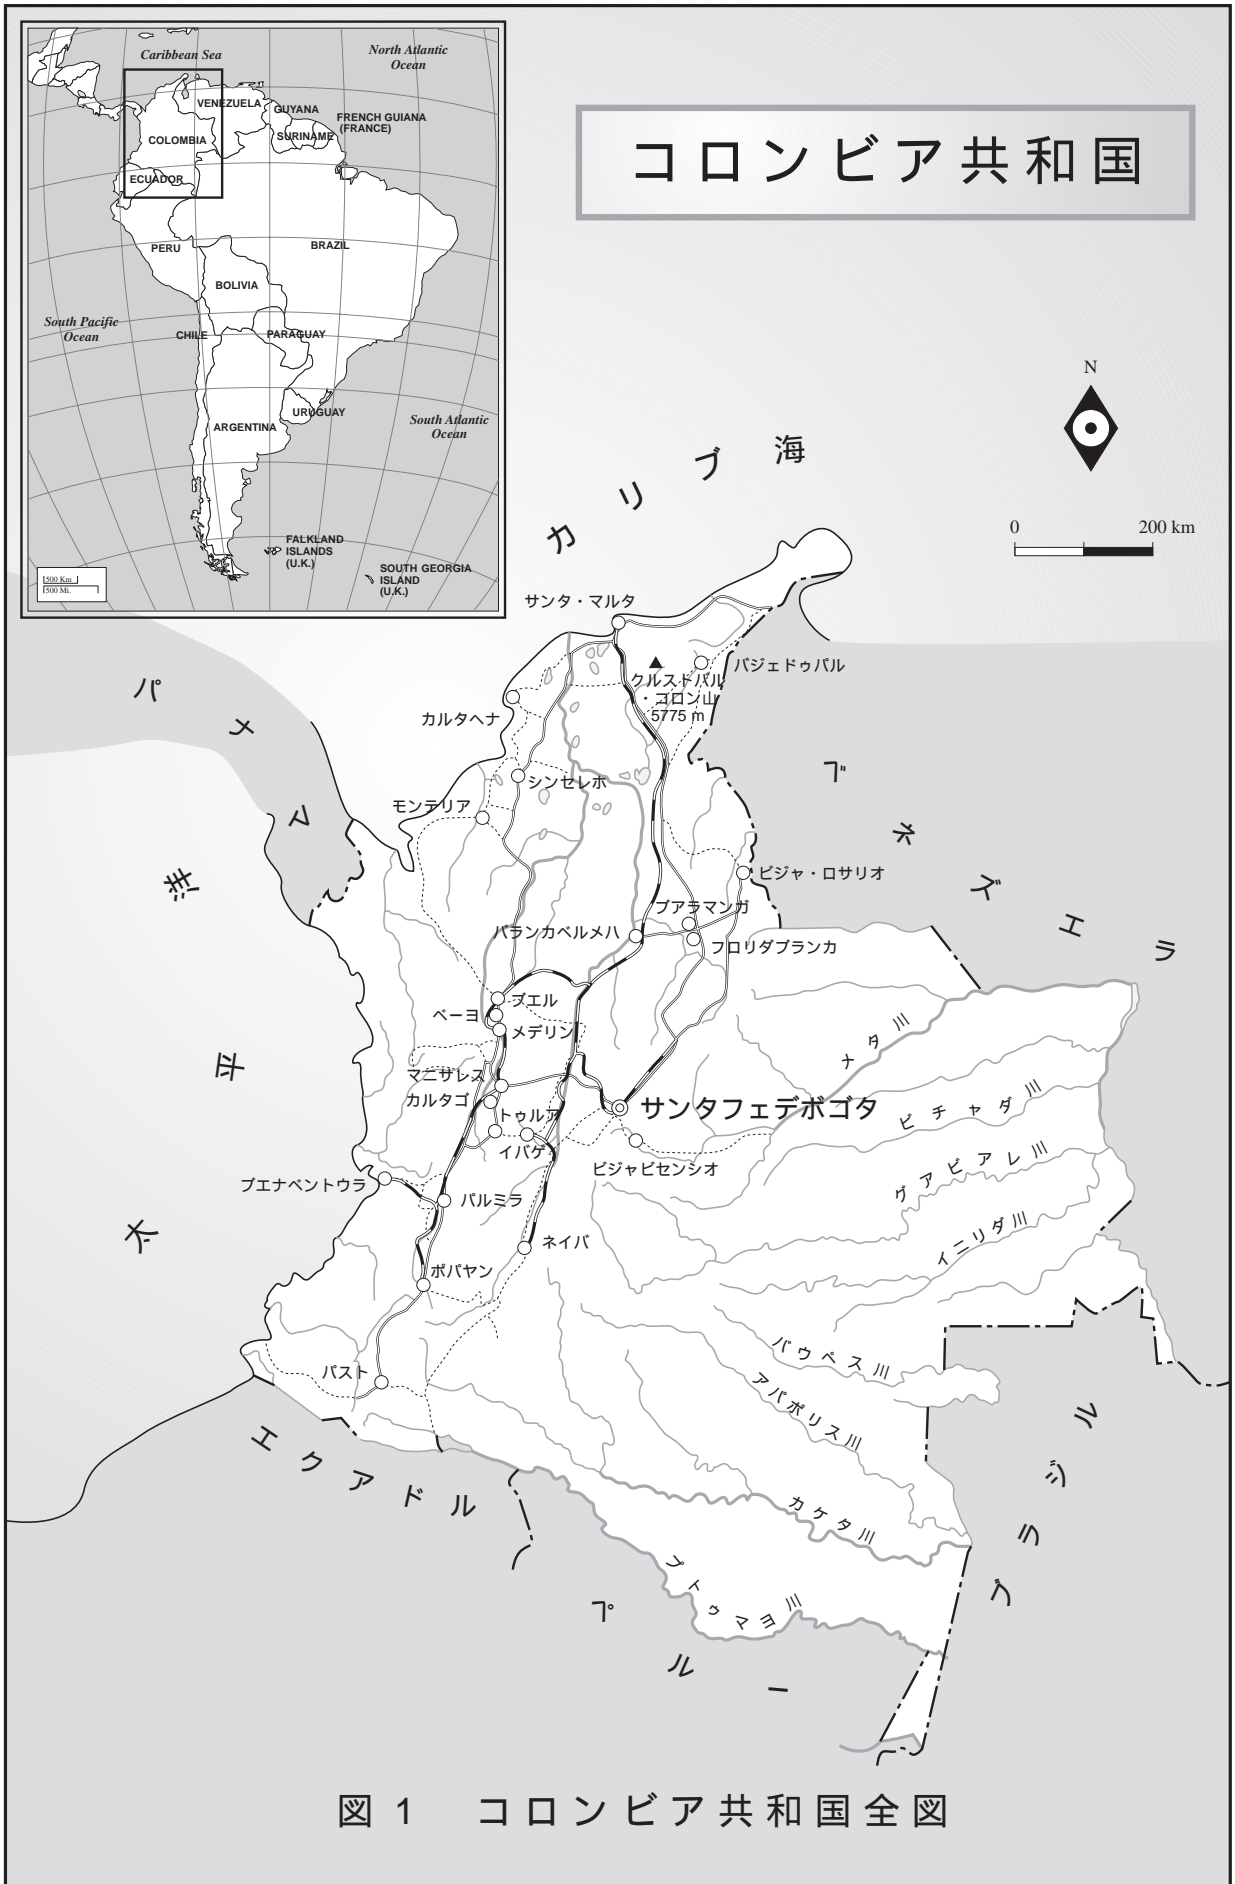 Caribbean Sea
North Atlantic
Ocean
VENEZUELA
GUYANA
FRENCH GUIANA
(FRANCE)
SURINAME
COLOMBIA
ECUADOR
PERU
BRAZIL
BOLIVIA
South Pacific
Ocean
CHILE
PARAGUAY
URUGUAY
ARGENTINA
South Atlantic
Ocean
FALKLAND
ISLANDS
(U.K.)
SOUTH GEORGIA
ISLAND
(U.K.)
500 Km
500 Mi.
コロンビア共和国
N
0 200 km
カリブ海
サンタ・マルタ
バジェドゥパル
クルストバル
・コロン山
5775 m
カルタヘナ
シンセレホ
モンテリア
パナマ
ブネズエラ
ビジャ・ロサリオ
ブアラマンガ
バランカベルメハ
フロリダブランカ
ブエル
ベーヨ
メデリン
マニサレス
カルタゴ
トゥルア
イバゲ
サンタフェデボゴタ
ビジャビセンシオ
ブエナベントウラ
パルミラ
ネイバ
ポパヤン
パスト
メタ川
ビチャダ川
グアビアレ川
イニリダ川
バウペス川
アパポリス川
カケタ川
プトゥマヨ川
太平洋
エクアドル
ペルー
ブラジル
図1 コロンビア共和国全図